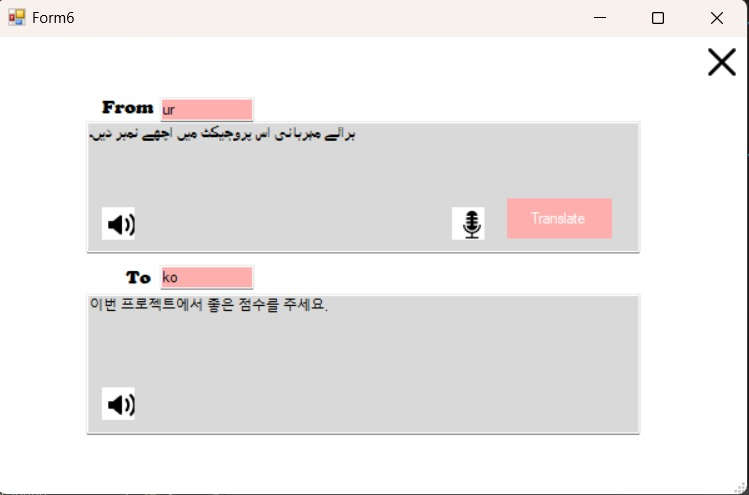 Form6
From ur
برائے مہربانی اس پروجیکٹ میں اچھے نمبر دیں۔
Translate
To ko
이번 프로젝트에서 좋은 점수를 주세요.